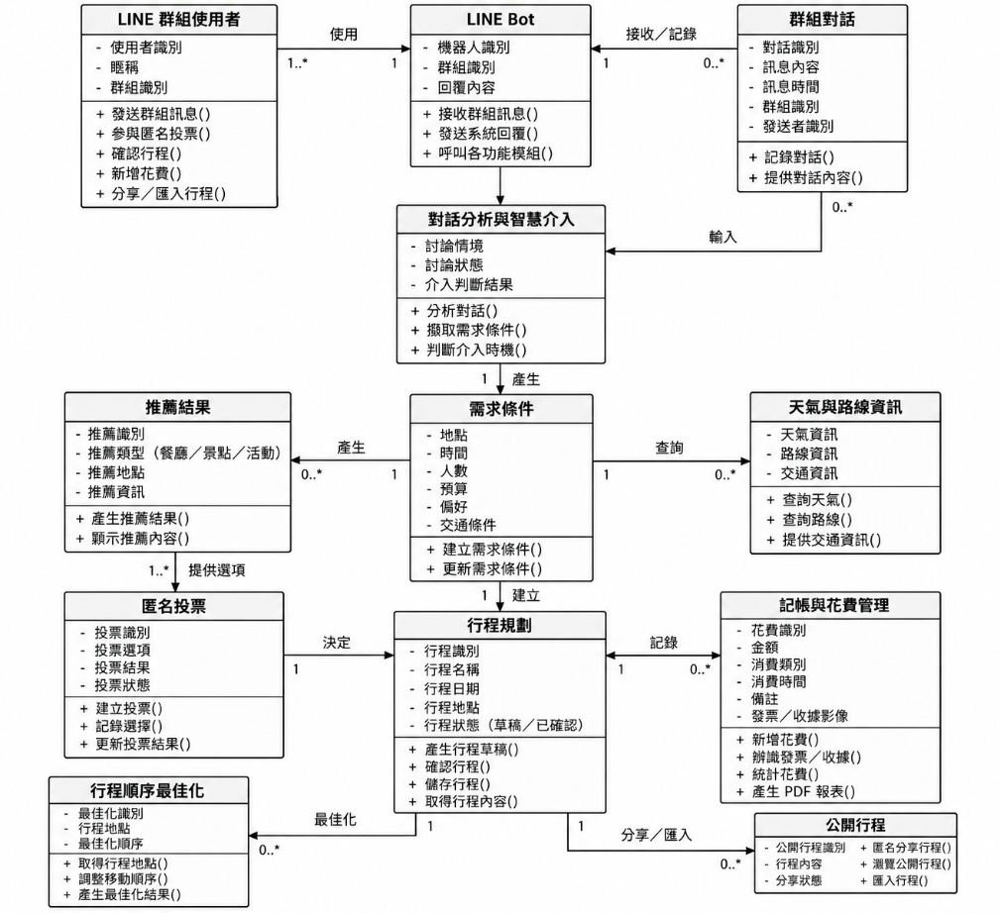 LINE 群組使用者
- 使用者識別
- 暱稱
- 群組識別
+ 發送群組訊息()
+ 參與匿名投票()
+ 確認行程()
+ 新增花費()
+ 分享／匯入行程()
使用
1..*
1
LINE Bot
- 機器人識別
- 群組識別
- 回覆內容
+ 接收群組訊息()
+ 發送系統回覆()
+ 呼叫各功能模組()
接收／記錄
1
0..*
群組對話
- 對話識別
- 訊息內容
- 訊息時間
- 群組識別
- 發送者識別
+ 記錄對話()
+ 提供對話內容()
0..*
輸入
對話分析與智慧介入
- 討論情境
- 討論狀態
- 介入判斷結果
+ 分析對話()
+ 擷取需求條件()
+ 判斷介入時機()
1
產生
推薦結果
- 推薦識別
- 推薦類型（餐廳／景點／活動）
- 推薦地點
- 推薦資訊
+ 產生推薦結果()
+ 顯示推薦內容()
產生
0..*
1
需求條件
- 地點
- 時間
- 人數
- 預算
- 偏好
- 交通條件
+ 建立需求條件()
+ 更新需求條件()
查詢
1
0..*
天氣與路線資訊
- 天氣資訊
- 路線資訊
- 交通資訊
+ 查詢天氣()
+ 查詢路線()
+ 提供交通資訊()
1..*
提供選項
1
建立
匿名投票
- 投票識別
- 投票選項
- 投票結果
- 投票狀態
+ 建立投票()
+ 記錄選擇()
+ 更新投票結果()
決定
1
行程規劃
- 行程識別
- 行程名稱
- 行程日期
- 行程地點
- 行程狀態（草稿／已確認）
+ 產生行程草稿()
+ 確認行程()
+ 儲存行程()
+ 取得行程內容()
記錄
1
0..*
記帳與花費管理
- 花費識別
- 金額
- 消費類別
- 消費時間
- 備註
- 發票／收據影像
+ 新增花費()
+ 辨識發票／收據()
+ 統計花費()
+ 產生 PDF 報表()
行程順序最佳化
- 最佳化識別
- 行程地點
- 最佳化順序
+ 取得行程地點()
+ 調整移動順序()
+ 產生最佳化結果()
最佳化
0..*
1
1
分享／匯入
0..*
公開行程
- 公開行程識別
- 行程內容
- 分享狀態
+ 匿名分享行程()
+ 瀏覽公開行程()
+ 匯入行程()